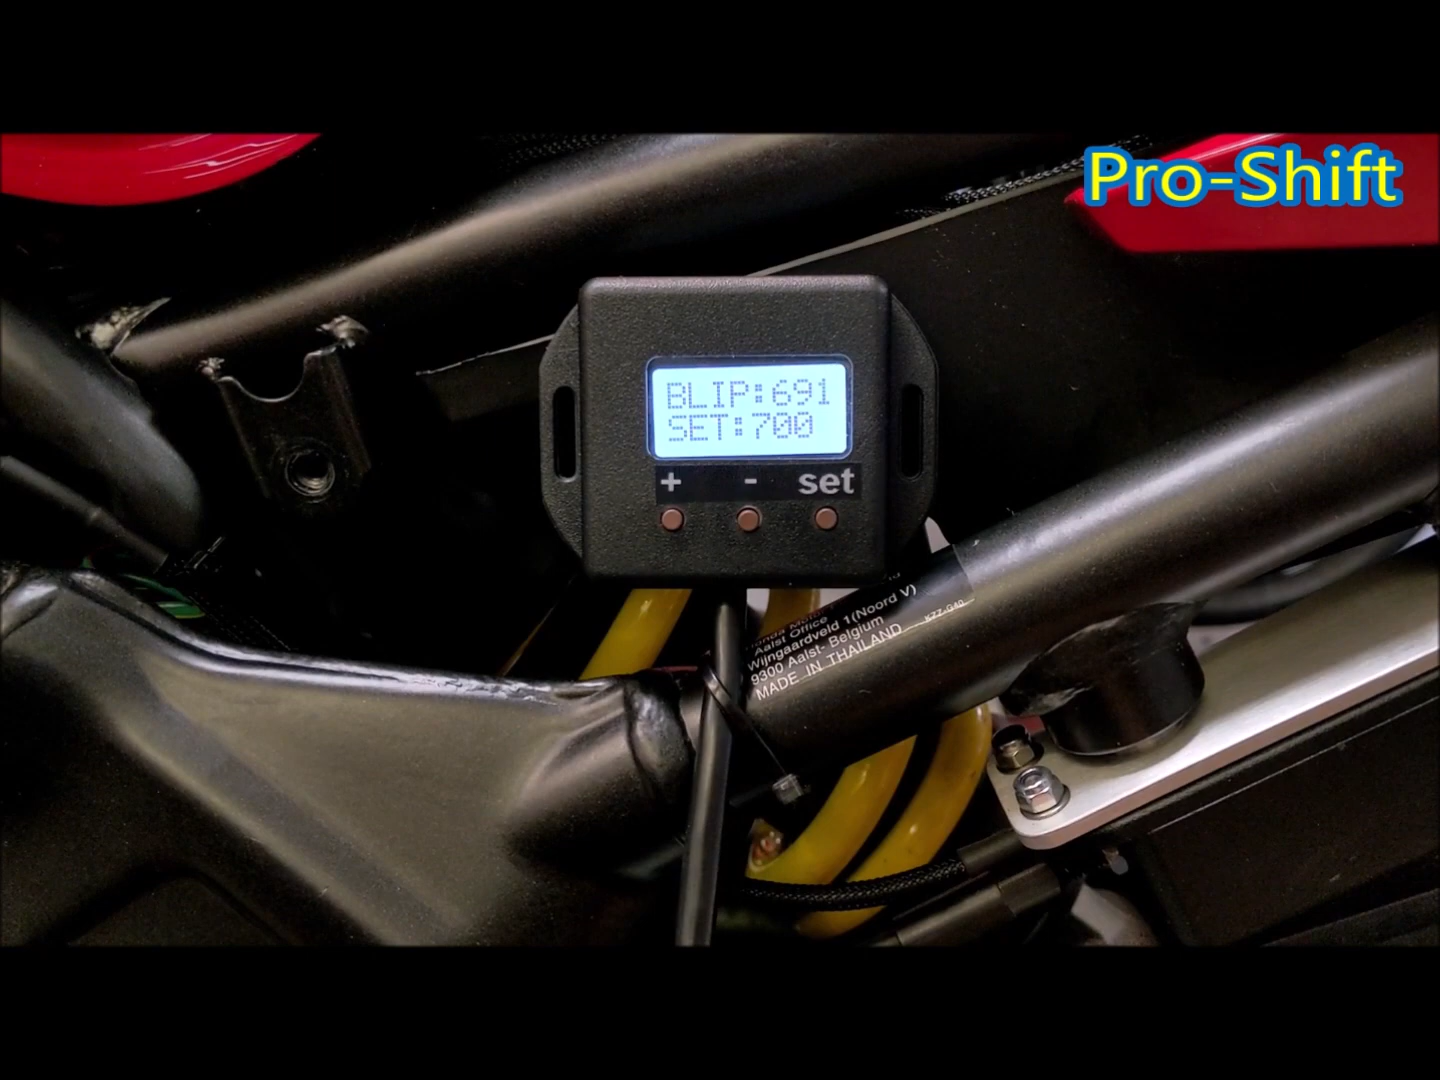 Pro-Shift
BLIP:691
SET:700
+ - set
Aalst Office
Wijngaardveld 1(Noord V)
9300 Aalst- Belgium
MADE IN THAILAND